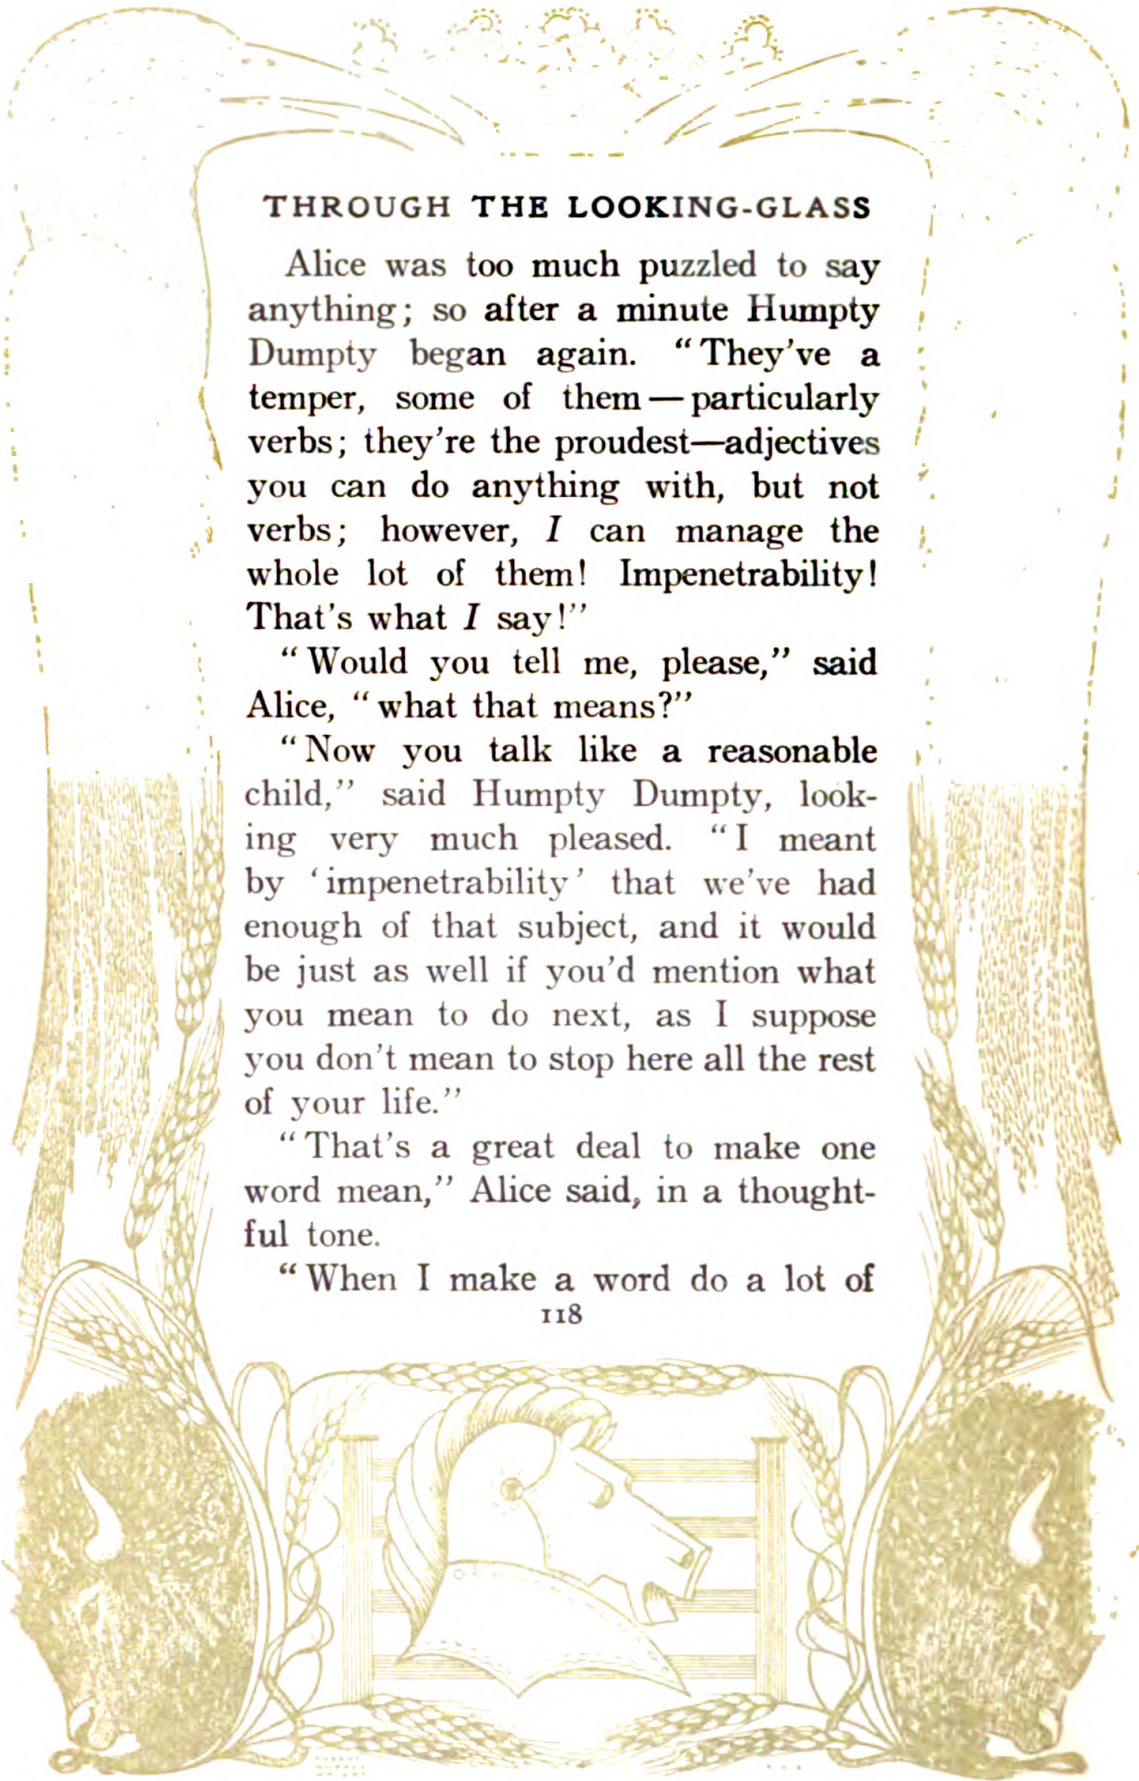 THROUGH THE LOOKING-GLASS
Alice was too much puzzled to say
anything; so after a minute Humpty
Dumpty began again. “They’ve a
temper, some of them—particularly
verbs; they’re the proudest—adjectives
you can do anything with, but not
verbs; however, I can manage the
whole lot of them! Impenetrability!
That’s what I say!”
“Would you tell me, please,” said
Alice, “what that means?”
“Now you talk like a reasonable
child,” said Humpty Dumpty, look-
ing very much pleased. “I meant
by ‘impenetrability’ that we’ve had
enough of that subject, and it would
be just as well if you’d mention what
you mean to do next, as I suppose
you don’t mean to stop here all the rest
of your life.”
“That’s a great deal to make one
word mean,” Alice said, in a thought-
ful tone.
“When I make a word do a lot of
118